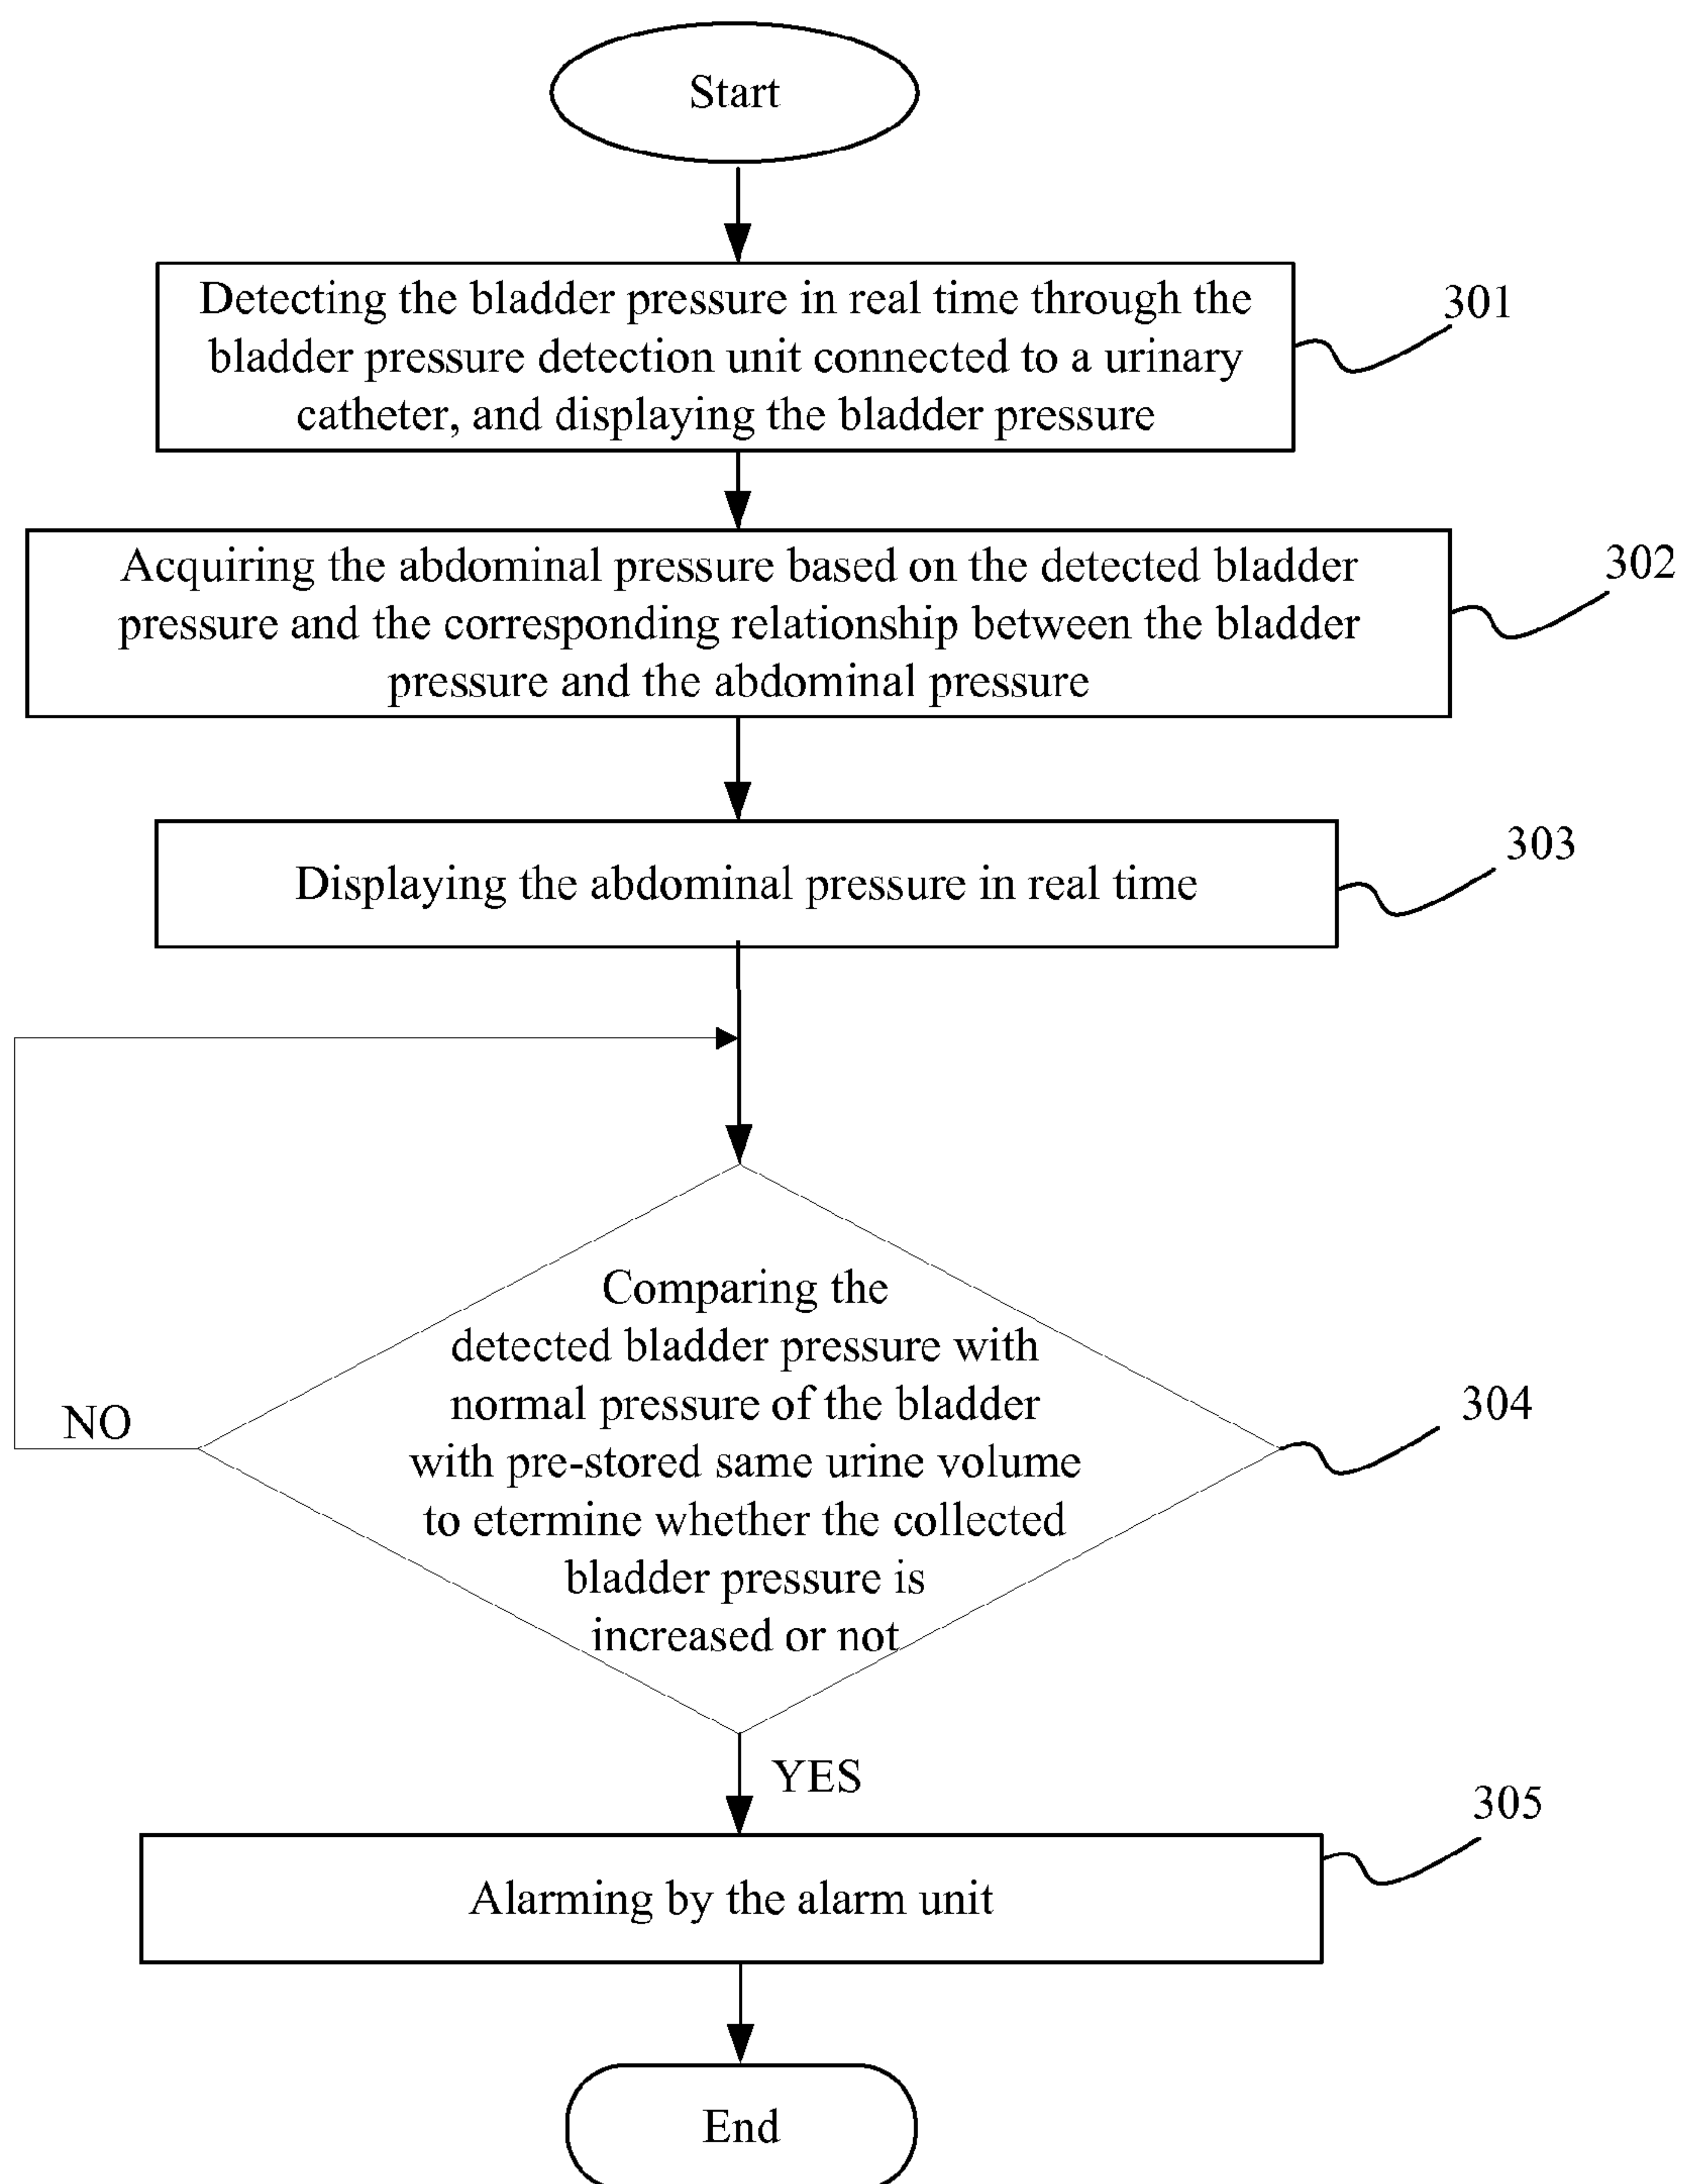 Start
Detecting the bladder pressure in real time through the
bladder pressure detection unit connected to a urinary
catheter, and displaying the bladder pressure
301
Acquiring the abdominal pressure based on the detected bladder
pressure and the corresponding relationship between the bladder
pressure and the abdominal pressure
302
Displaying the abdominal pressure in real time
303
Comparing the
detected bladder pressure with
normal pressure of the bladder
with pre-stored same urine volume
to etermine whether the collected
bladder pressure is
increased or not
NO
304
YES
Alarming by the alarm unit
305
End